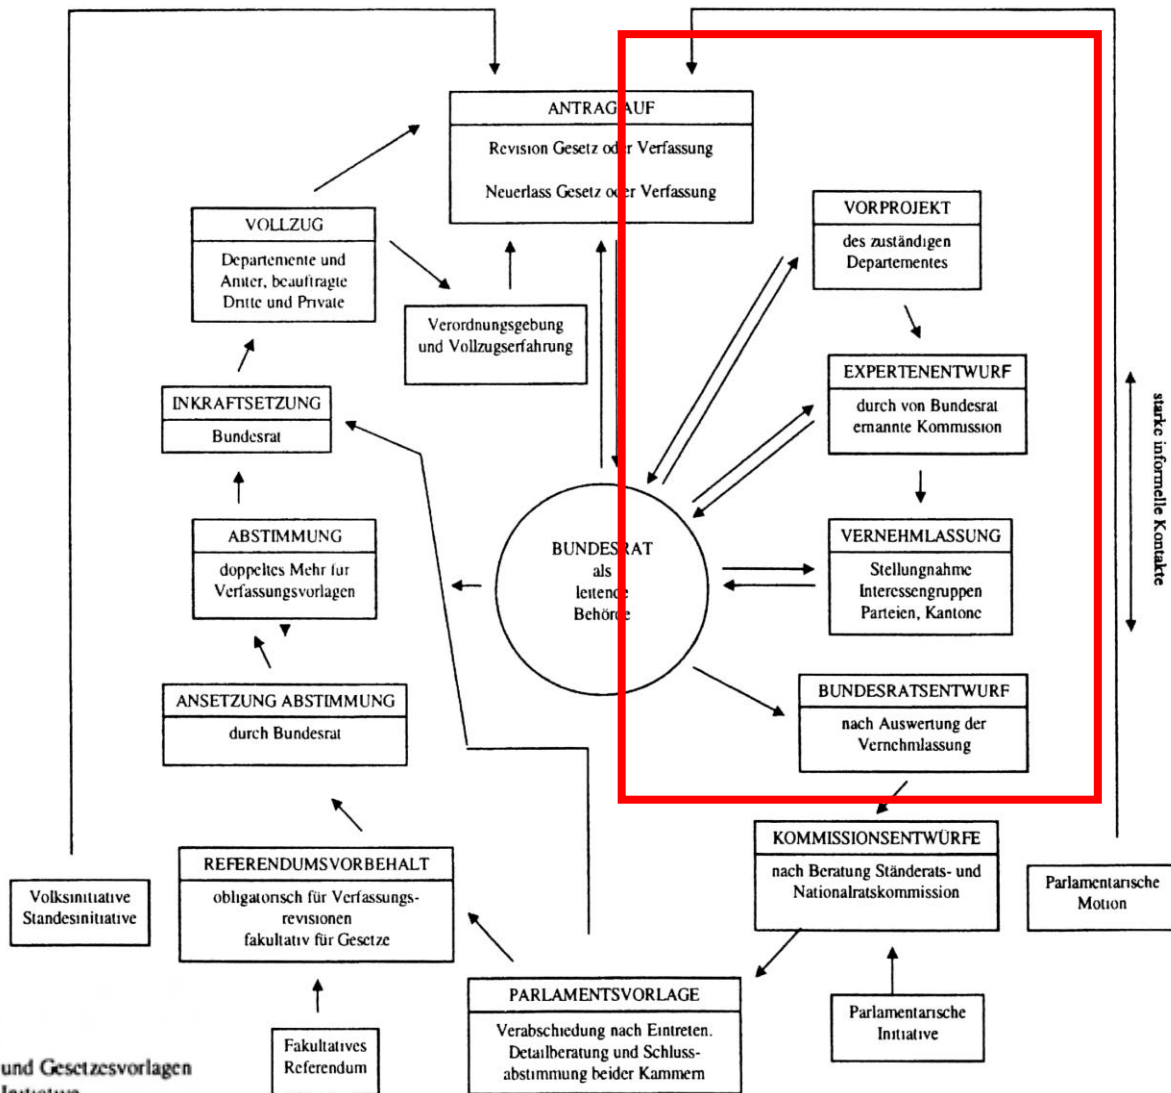 ANTRAG AUF
Revision Gesetz oder Verfassung
Neuerlass Gesetz oder Verfassung
VORPROJEKT
des zuständigen
Departementes
VOLLZUG
Departemente und
Ämter, beauftragte
Dritte und Private
Verordnungsgebung
und Vollzugserfahrung
EXPERTENENTWURF
durch von Bundesrat
ernannte Kommission
INKRAFTSETZUNG
Bundesrat
starke informelle Kontakte
ABSTIMMUNG
doppeltes Mehr für
Verfassungsvorlagen
BUNDESRAT
als
leitende
Behörde
VERNEHMLASSUNG
Stellungnahme
Interessengruppen
Parteien, Kantone
ANSETZUNG ABSTIMMUNG
durch Bundesrat
BUNDESRATSENTWURF
nach Auswertung der
Vernehmlassung
KOMMISSIONSENTWÜRFE
nach Beratung Ständerats- und
Nationalratskommission
REFERENDUMSVORBEHALT
obligatorisch für Verfassungs-
revisionen
fakultativ für Gesetze
Volksinitiative
Standesinitiative
Parlamentarische
Motion
PARLAMENTSVORLAGE
Verabschiedung nach Eintreten.
Detailberatung und Schluss-
abstimmung beider Kammern
Parlamentarische
Initiative
Fakultatives
Referendum
und Gesetzesvorlagen